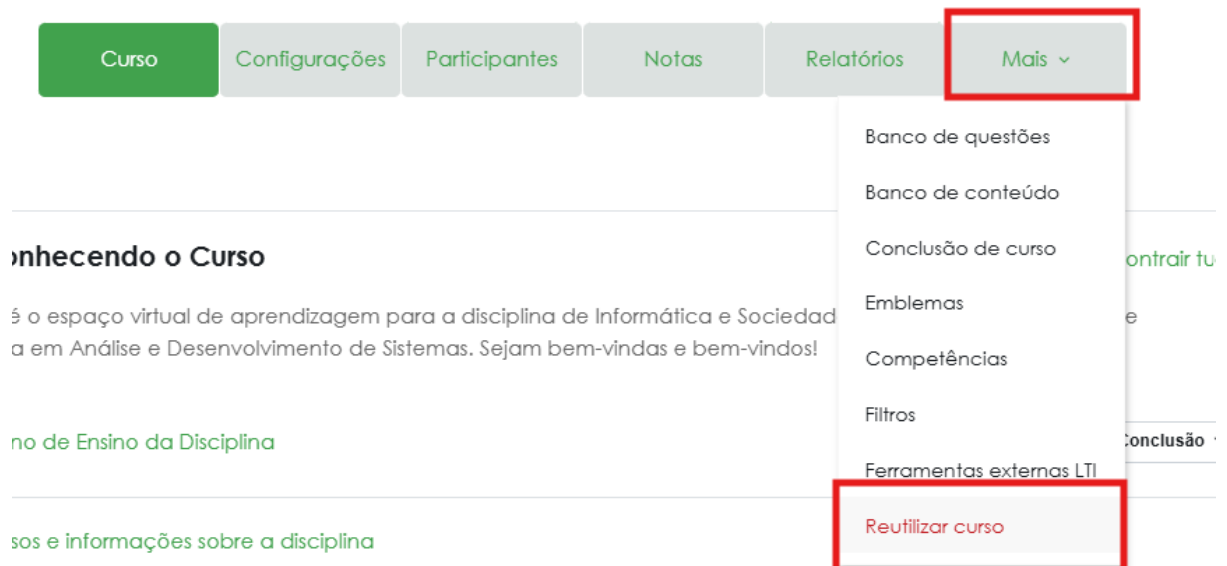 Curso Configurações Participantes Notas Relatórios Mais
Banco de questões
Banco de conteúdo
Conclusão de curso
Emblemas
Competências
Filtros
Ferramentas externas LTI
Reutilizar curso
onhecendo o Curso
ontrair tu
é o espaço virtual de aprendizagem para a disciplina de Informática e Sociedad
e
a em Análise e Desenvolvimento de Sistemas. Sejam bem-vindas e bem-vindos!
no de Ensino da Disciplina
Conclusão
sos e informações sobre a disciplina